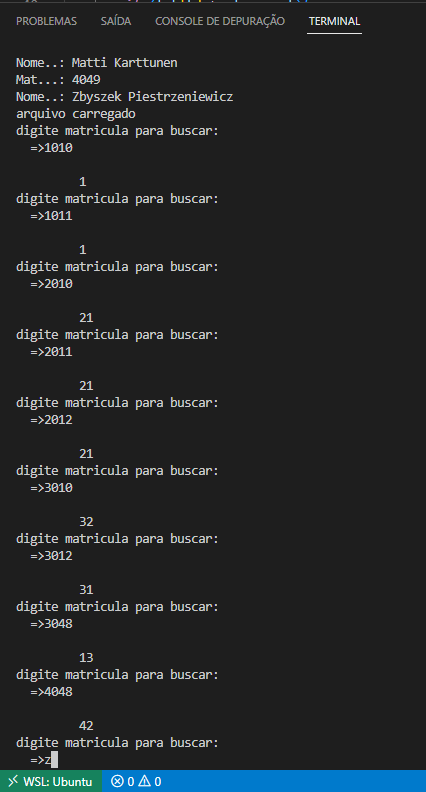 PROBLEMAS SAÍDA CONSOLE DE DEPURAÇÃO TERMINAL
Nome..: Matti Karttunen
Mat...: 4049
Nome..: Zbyszek Piestrzeniewicz
arquivo carregado
digite matricula para buscar:
=>1010
1
digite matricula para buscar:
=>1011
1
digite matricula para buscar:
=>2010
21
digite matricula para buscar:
=>2011
21
digite matricula para buscar:
=>2012
21
digite matricula para buscar:
=>3010
32
digite matricula para buscar:
=>3012
31
digite matricula para buscar:
=>3048
13
digite matricula para buscar:
=>4048
42
digite matricula para buscar:
=>z
WSL: Ubuntu 0 0